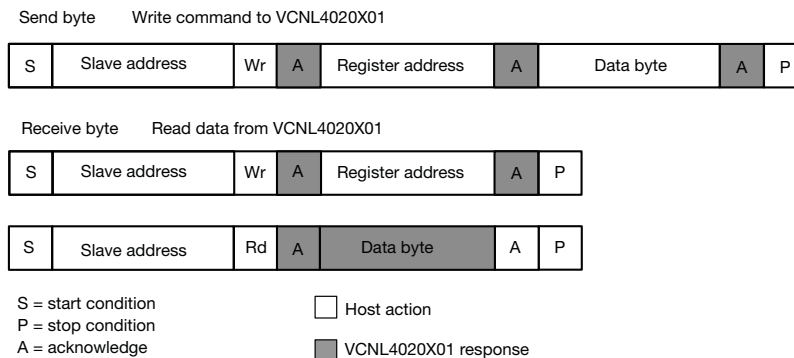 Send byte Write command to VCNL4020X01
S Slave address Wr A Register address A Data byte A P
Receive byte Read data from VCNL4020X01
S Slave address Wr A Register address A P
S Slave address Rd A Data byte A P
S = start condition
P = stop condition
A = acknowledge
Host action
VCNL4020X01 response